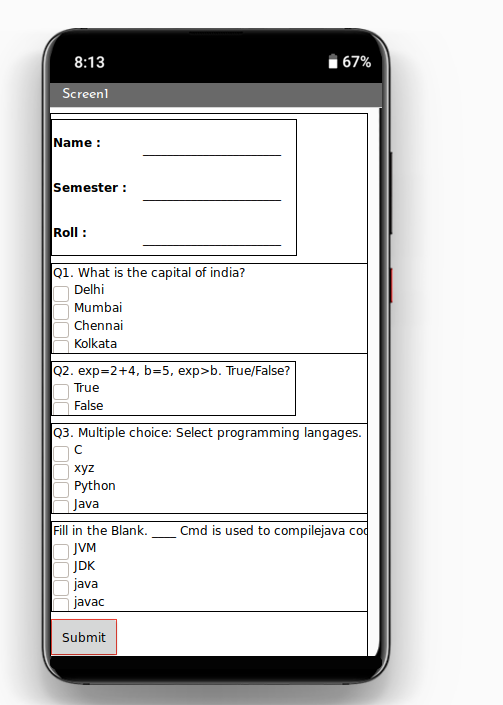 8:13 67%
Screen1
Name :
Semester :
Roll :
Q1. What is the capital of india?
Delhi
Mumbai
Chennai
Kolkata
Q2. exp=2+4, b=5, exp>b. True/False?
True
False
Q3. Multiple choice: Select programming langages.
C
xyz
Python
Java
Fill in the Blank. ____ Cmd is used to compilejava coc
JVM
JDK
java
javac
Submit